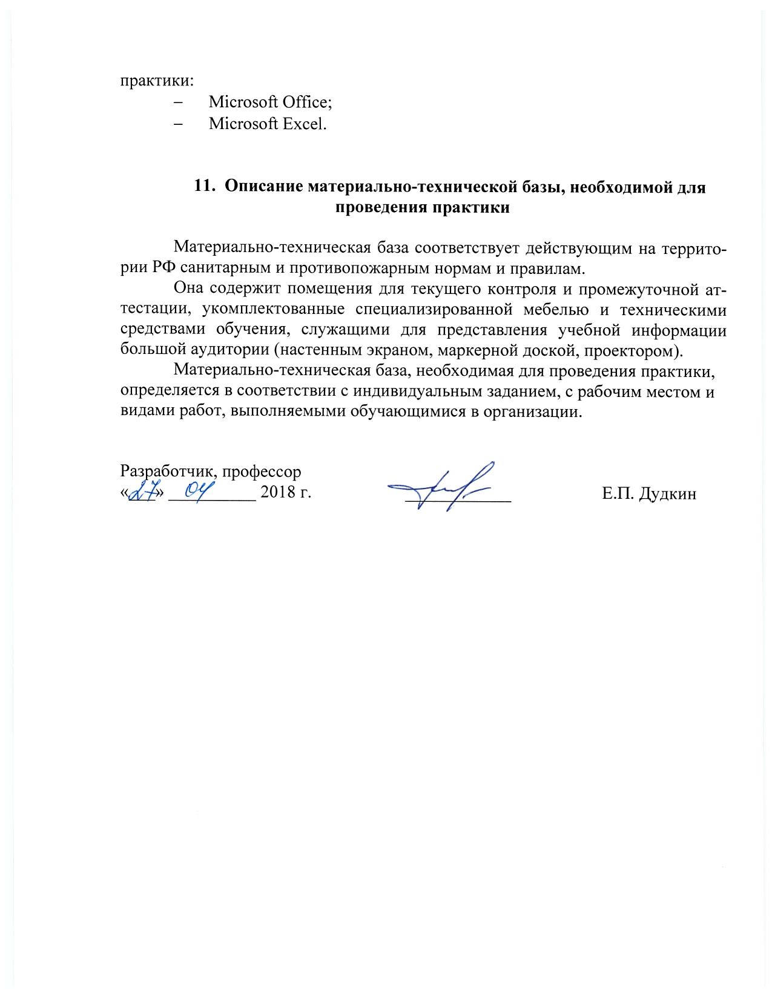 практики:
– Microsoft Office;
– Microsoft Excel.
11. Описание материально-технической базы, необходимой для
проведения практики
Материально-техническая база соответствует действующим на террито-
рии РФ санитарным и противопожарным нормам и правилам.
Она содержит помещения для текущего контроля и промежуточной ат-
тестации, укомплектованные специализированной мебелью и техническими
средствами обучения, служащими для представления учебной информации
большой аудитории (настенным экраном, маркерной доской, проектором).
Материально-техническая база, необходимая для проведения практики,
определяется в соответствии с индивидуальным заданием, с рабочим местом и
видами работ, выполняемыми обучающимися в организации.
Разработчик, профессор
«27» 04 2018 г. Е.П. Дудкин